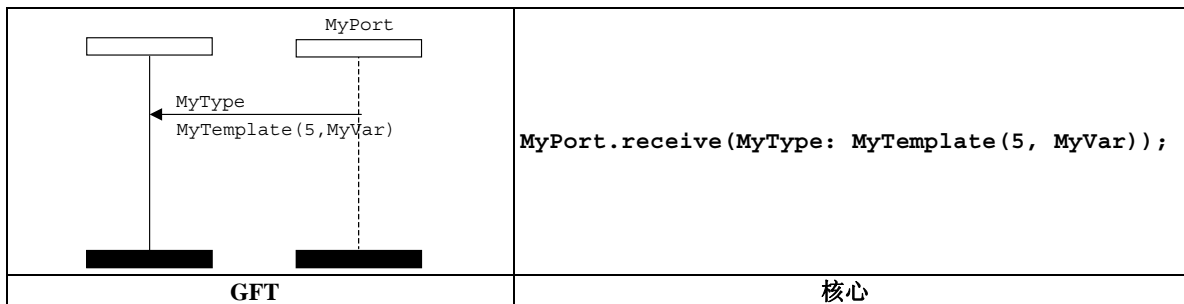 MyPort
MyType
MyTemplate(5,MyVar)
MyPort.receive(MyType: MyTemplate(5, MyVar));
GFT
核心